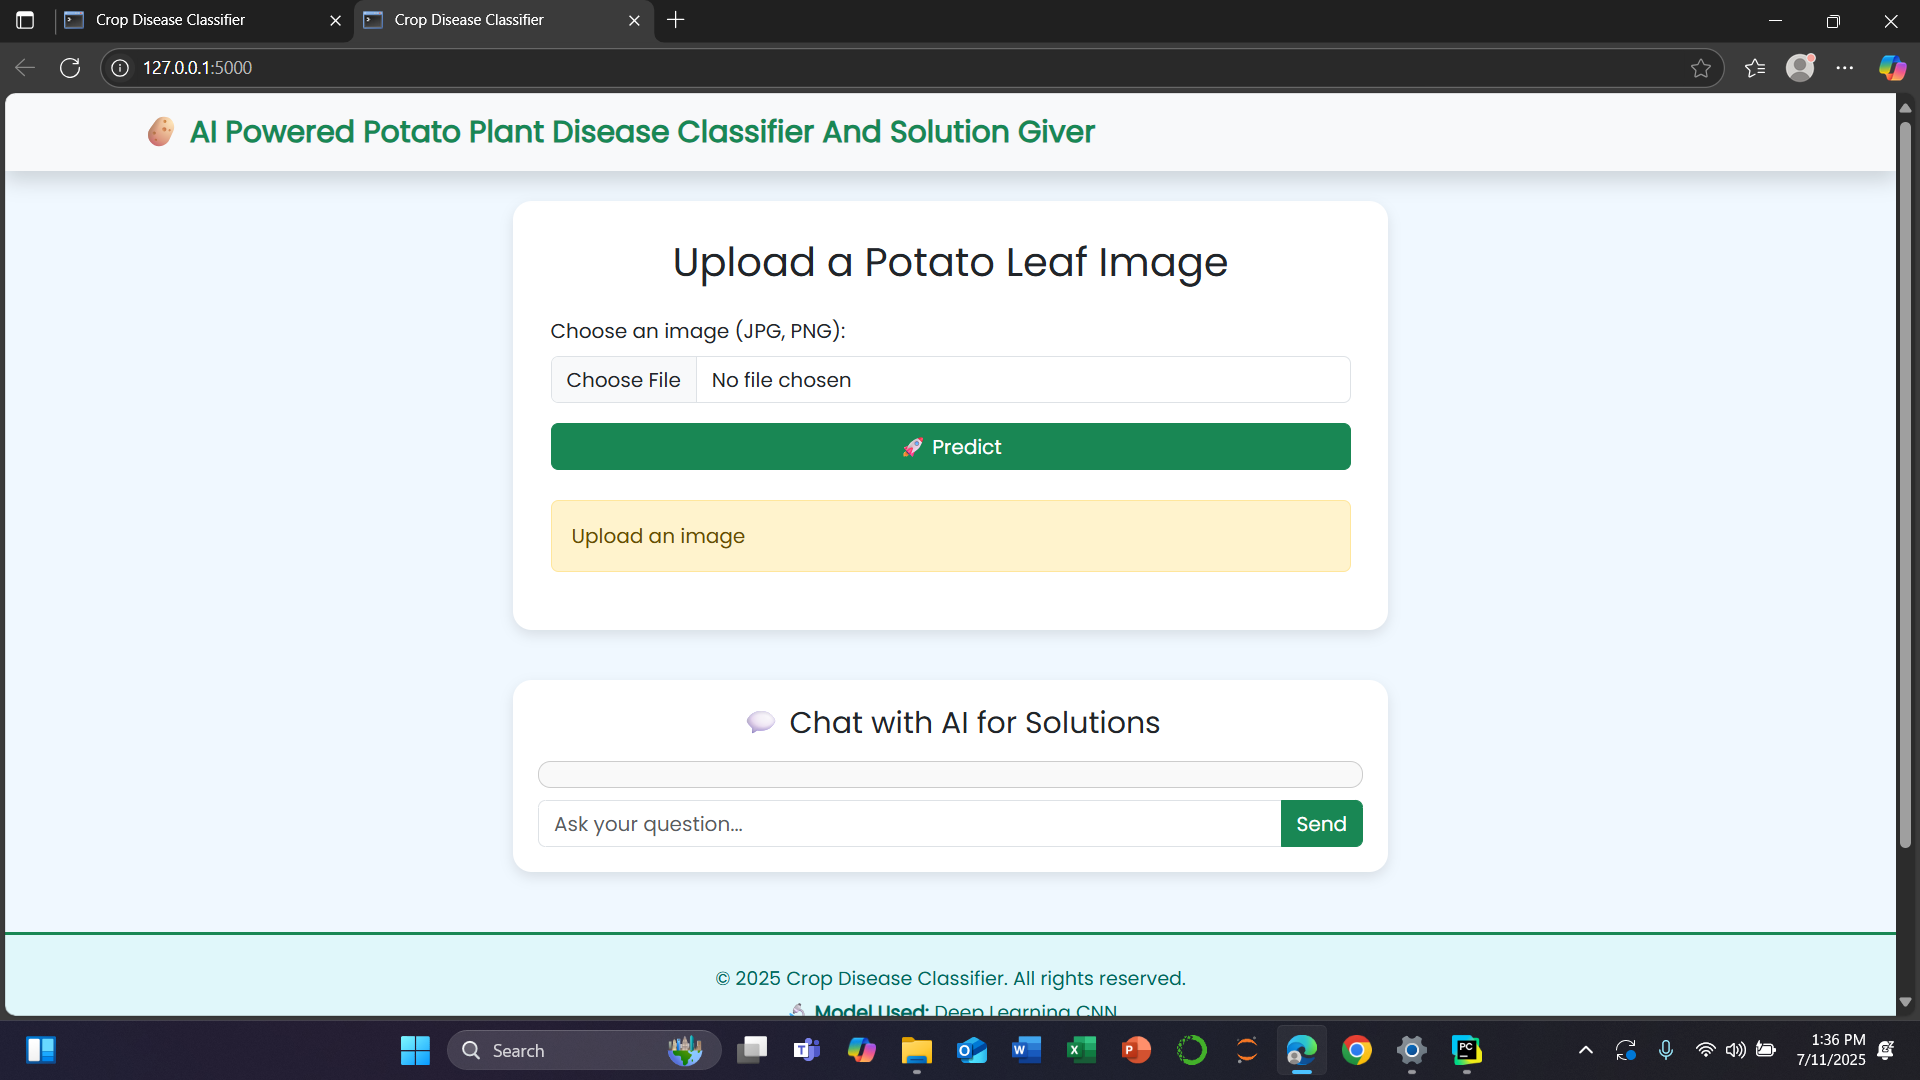 Crop Disease Classifier
Crop Disease Classifier
127.0.0.1:5000
AI Powered Potato Plant Disease Classifier And Solution Giver
Upload a Potato Leaf Image
Choose an image (JPG, PNG):
Choose File No file chosen
🚀 Predict
Upload an image
Chat with AI for Solutions
Ask your question...
Send
© 2025 Crop Disease Classifier. All rights reserved.
Model Used: Deep Learning CNN
Search
1:36 PM
7/11/2025